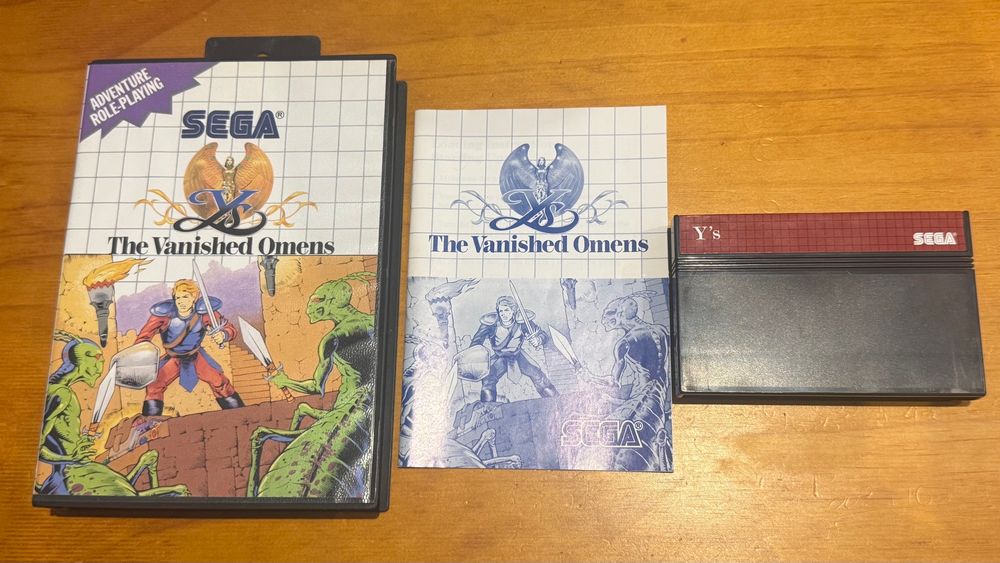 ADVENTURE
ROLE-PLAYING
SEGA®
Ys
The Vanished Omens
Ys
The Vanished Omens
SEGA®
Y's
SEGA®